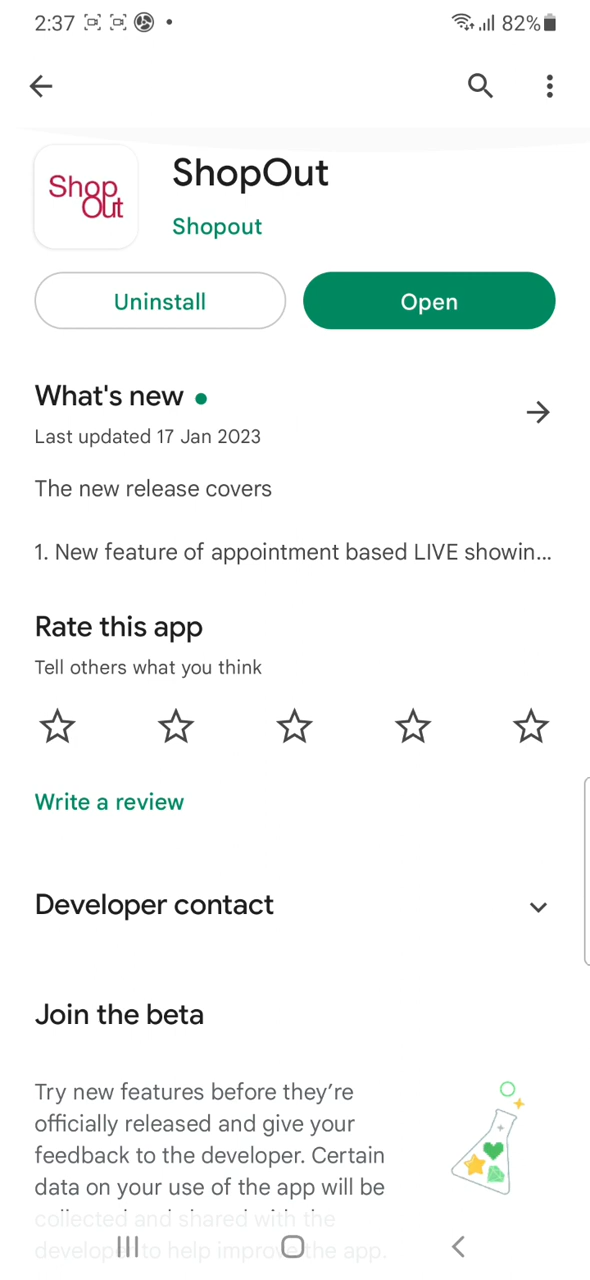 2:37
82%
Shop
Out
ShopOut
Shopout
Uninstall
Open
What's new
Last updated 17 Jan 2023
The new release covers
1. New feature of appointment based LIVE showin...
Rate this app
Tell others what you think
Write a review
Developer contact
Join the beta
Try new features before they're
officially released and give your
feedback to the developer. Certain
data on your use of the app will be
collected and shared with the
developer to help improve the app.